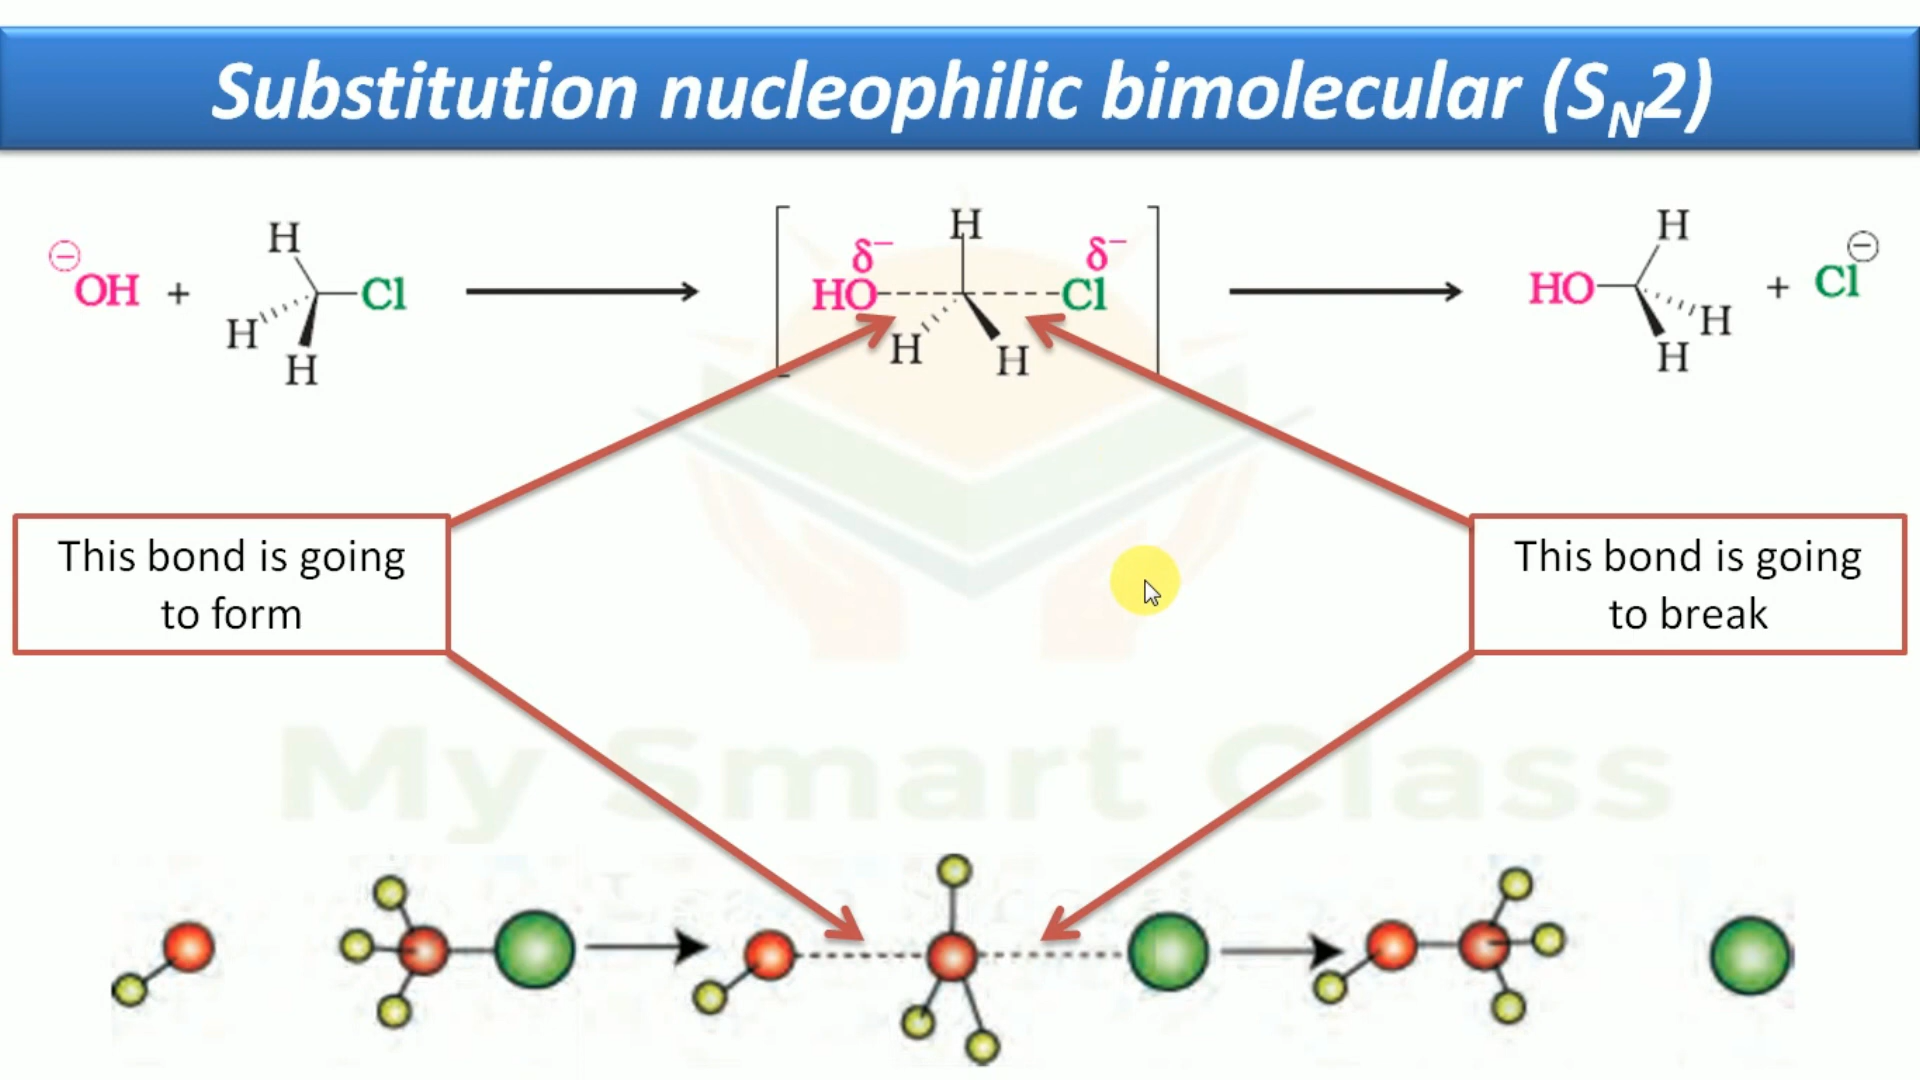 Substitution nucleophilic bimolecular (SN2)
⊖OH + H H H Cl
HO δ− H H H Cl δ−
HO H H H + Cl ⊖
This bond is going
to form
This bond is going
to break
My Smart Class